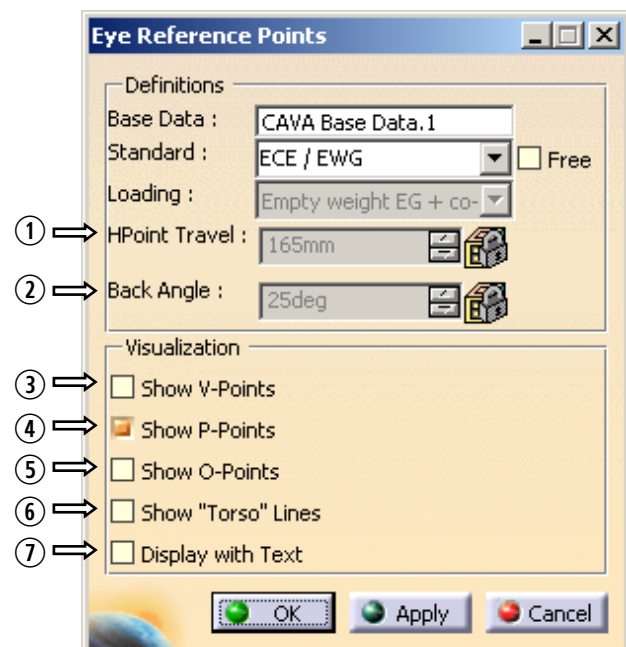 Eye Reference Points
Definitions
Base Data : CAVA Base Data.1
Standard : ECE / EWG Free
Loading : Empty weight EG + co-
① HPoint Travel : 165mm
② Back Angle : 25deg
Visualization
③ Show V-Points
④ Show P-Points
⑤ Show O-Points
⑥ Show "Torso" Lines
⑦ Display with Text
OK Apply Cancel